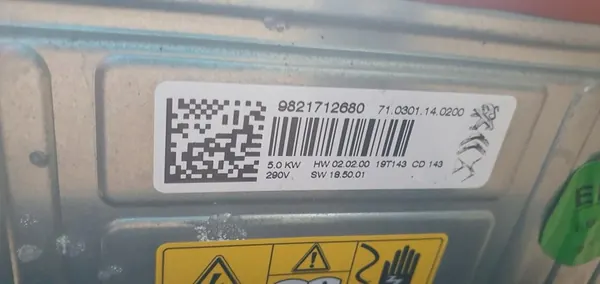 9821712680 71.0301.14.0200
5.0 KW HW 02.02.00 19T143 CD 143
290V SW 18.50.01